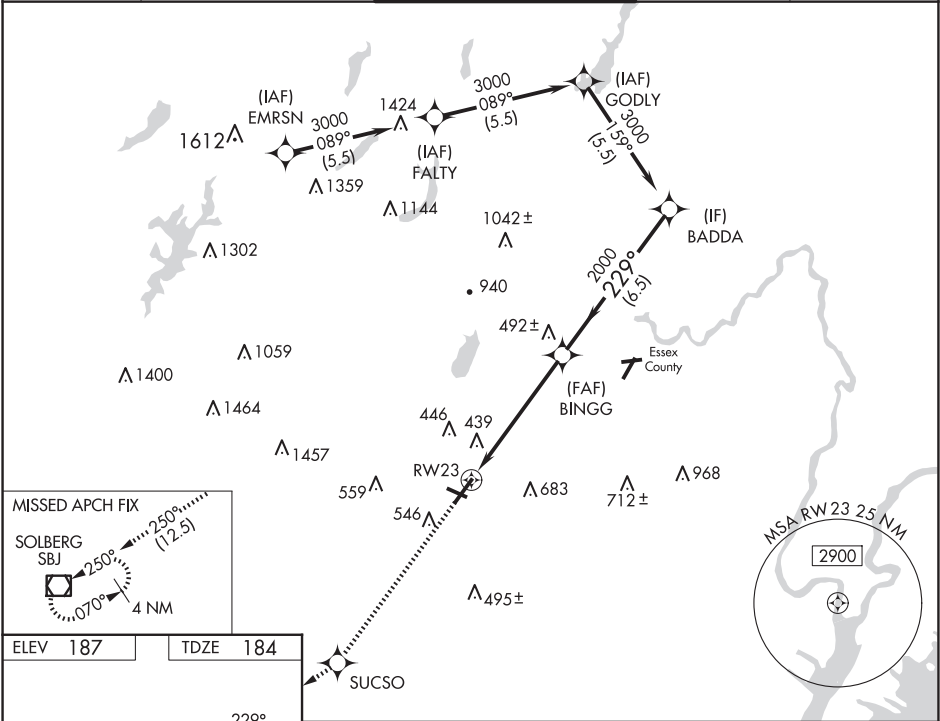 (IAF)
GODLY
3000
089°
(5.5)
(IAF)
EMRSN
3000
089°
(5.5)
1424
1612
(IAF)
FALTY
3000
159°
(5.5)
1359
1144
1042±
(IF)
BADDA
1302
940
2000
229°
(6.5)
492±
1059
Essex
County
1400
(FAF)
BINGG
1464
446
439
1457
RW23
559
683
712±
968
546
495±
MISSED APCH FIX
SOLBERG
SBJ
250°
(12.5)
250°
070°
4 NM
MSA RW 23 25 NM
2900
ELEV 187
TDZE 184
SUCSO
229°